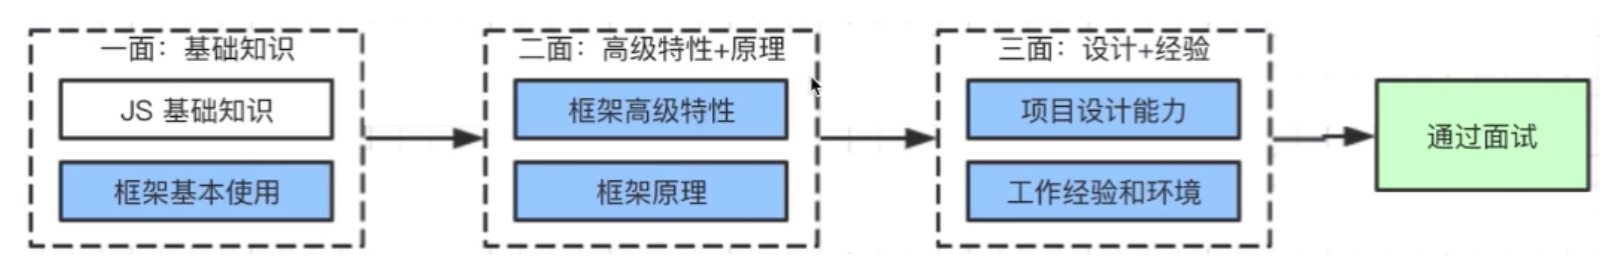 一面：基础知识
JS 基础知识
框架基本使用
二面：高级特性+原理
框架高级特性
框架原理
三面：设计+经验
项目设计能力
工作经验和环境
通过面试